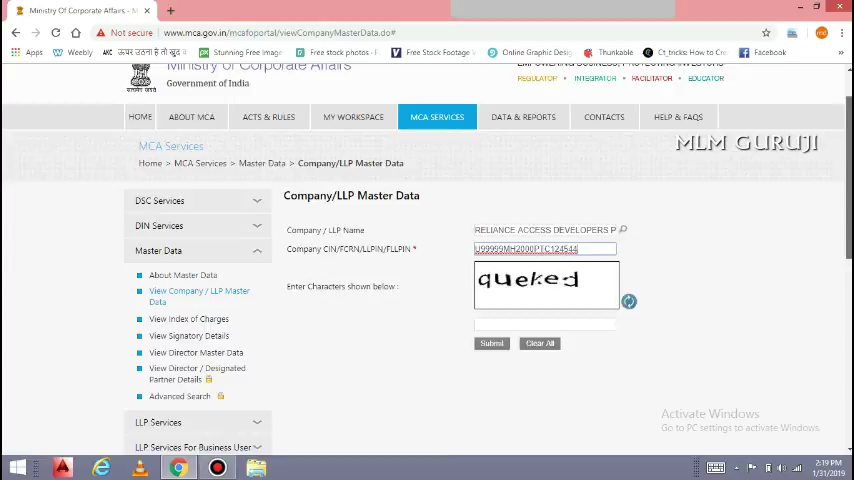 Ministry Of Corporate Affairs -
Not secure
www.mca.gov.in/mcafoportal/viewCompanyMasterData.do#
Apps
Weebly
ऊपर उठना है तो खुद व
Stunning Free Image
Free stock photos -
Free Stock Footage
Online Graphic Desig
Thunkable
Ct_tricks: How to Cre
Facebook
Ministry of Corporate Affairs
Government of India
EMPOWERING BUSINESS, PROTECTING INVESTORS
REGULATOR • INTEGRATOR • FACILITATOR • EDUCATOR
HOME
ABOUT MCA
ACTS & RULES
MY WORKSPACE
MCA SERVICES
DATA & REPORTS
CONTACTS
HELP & FAQS
MLM GURUJI
MCA Services
Home > MCA Services > Master Data > Company/LLP Master Data
DSC Services
DIN Services
Master Data
About Master Data
View Company / LLP Master
Data
View Index of Charges
View Signatory Details
View Director Master Data
View Director / Designated
Partner Details
Advanced Search
LLP Services
LLP Services For Business User
Company/LLP Master Data
Company / LLP Name
RELIANCE ACCESS DEVELOPERS P
Company CIN/FCRN/LLPIN/FLLPIN *
U99999MH2000PTC124544
Enter Characters shown below :
queked
Submit
Clear All
Activate Windows
Go to PC settings to activate Windows.
2:19 PM
1/31/2019